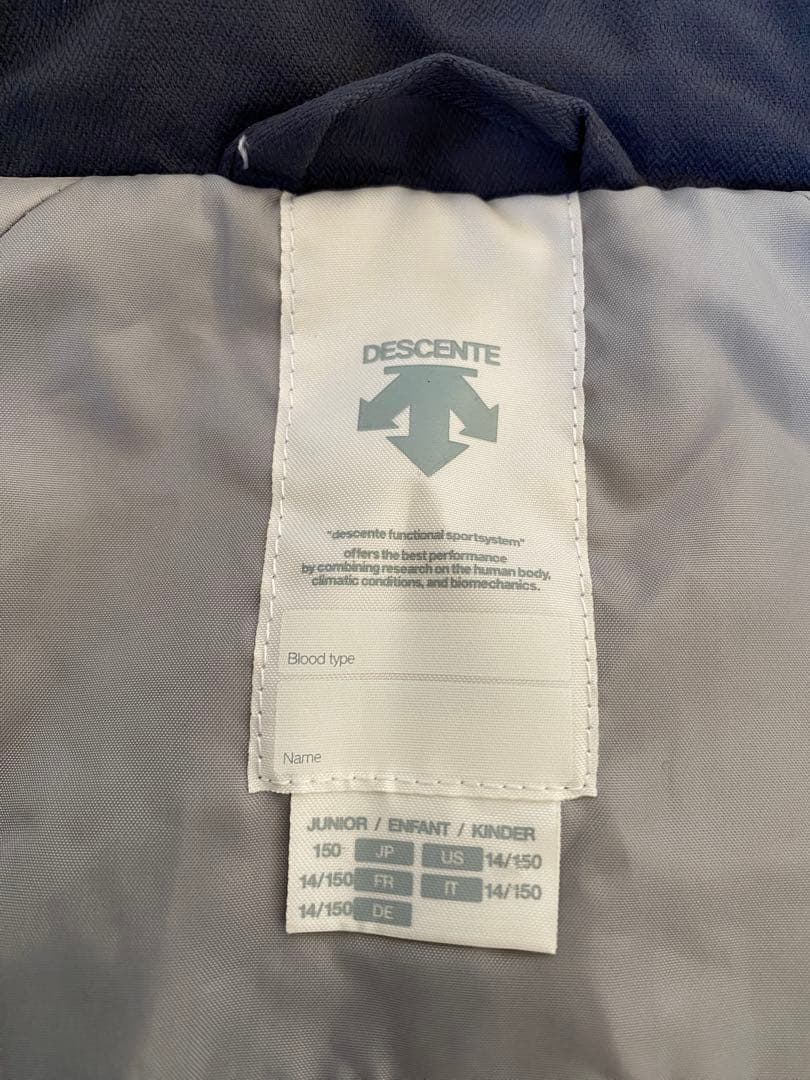 DESCENTE
"descente functional sportsystem"
offers the best performance
by combining research on the human body,
climatic conditions, and biomechanics.
Blood type
Name
JUNIOR / ENFANT / KINDER
150 JP US 14/150
14/150 FR IT 14/150
14/150 DE